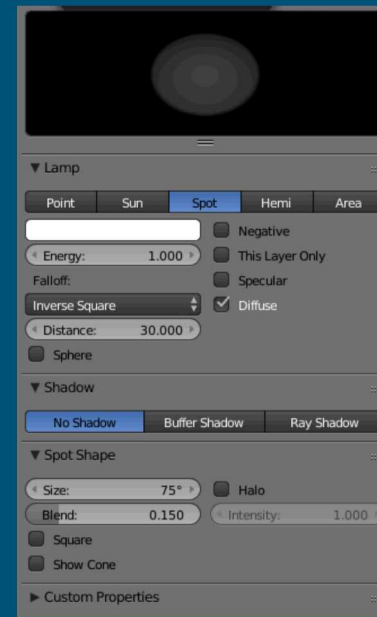 Lamp
Point Sun Spot Hemi Area
Negative
Energy: 1.000 This Layer Only
Falloff: Specular
Inverse Square Diffuse
Distance: 30.000
Sphere
Shadow
No Shadow Buffer Shadow Ray Shadow
Spot Shape
Size: 75° Halo
Blend: 0.150 Intensity: 1.000
Square
Show Cone
Custom Properties